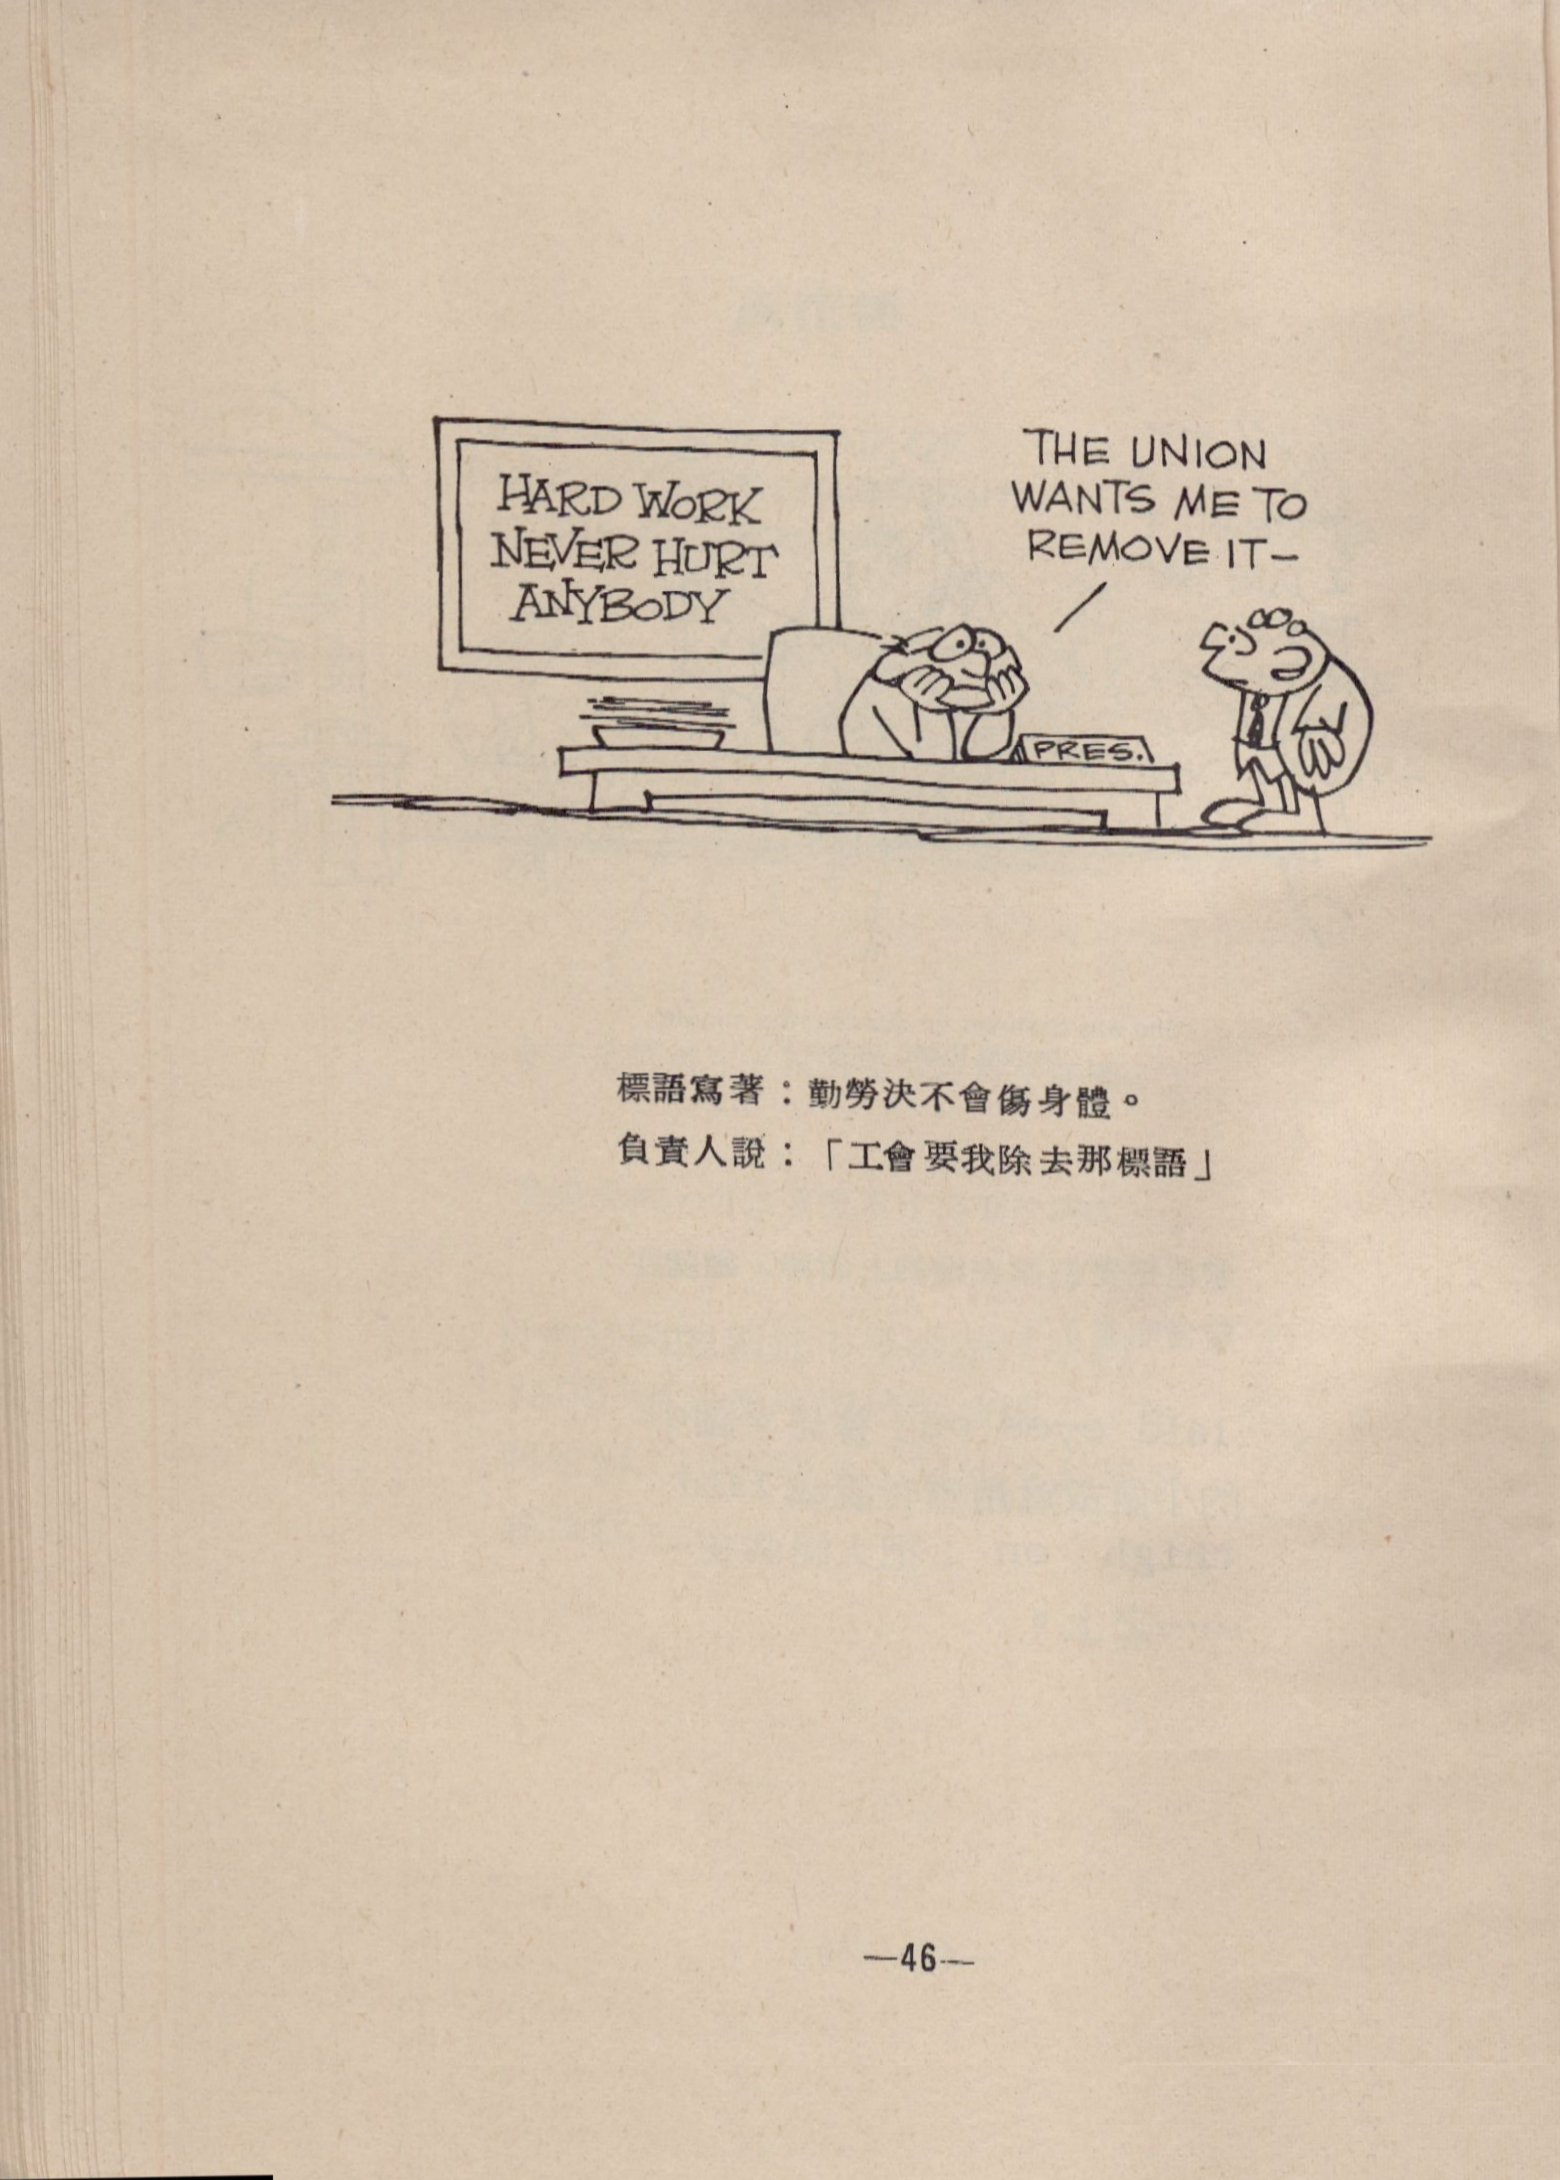 HARD WORK
NEVER HURT
ANYBODY
THE UNION
WANTS ME TO
REMOVE IT—
PRES.
標語寫著：勤勞決不會傷身體。
負責人說：「工會要我除去那標語」
—46—